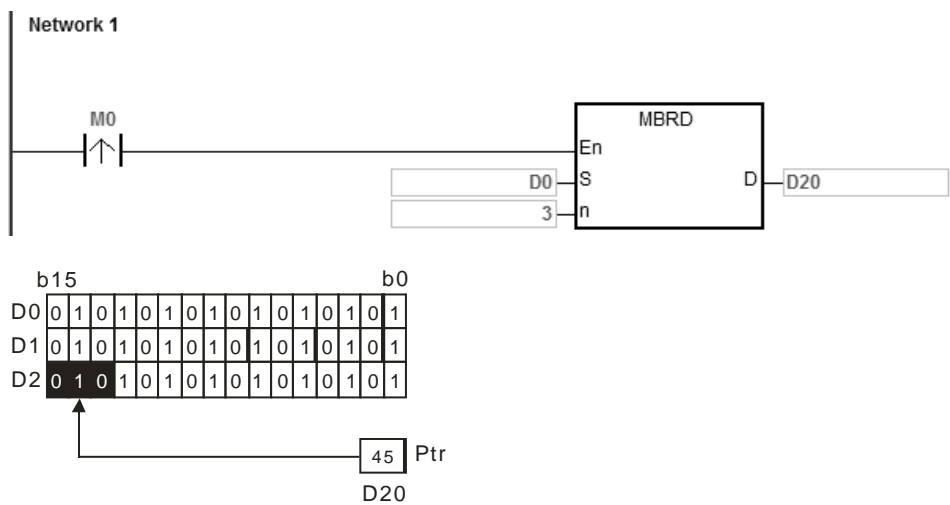 Network 1
M0
MBRD
En
D0 S D D20
3 n
b15 b0
D0 0 1 0 1 0 1 0 1 0 1 0 1 0 1 0 1
D1 0 1 0 1 0 1 0 1 0 1 0 1 0 1 0 1
D2 0 1 0 1 0 1 0 1 0 1 0 1 0 1 0 1
45 Ptr
D20